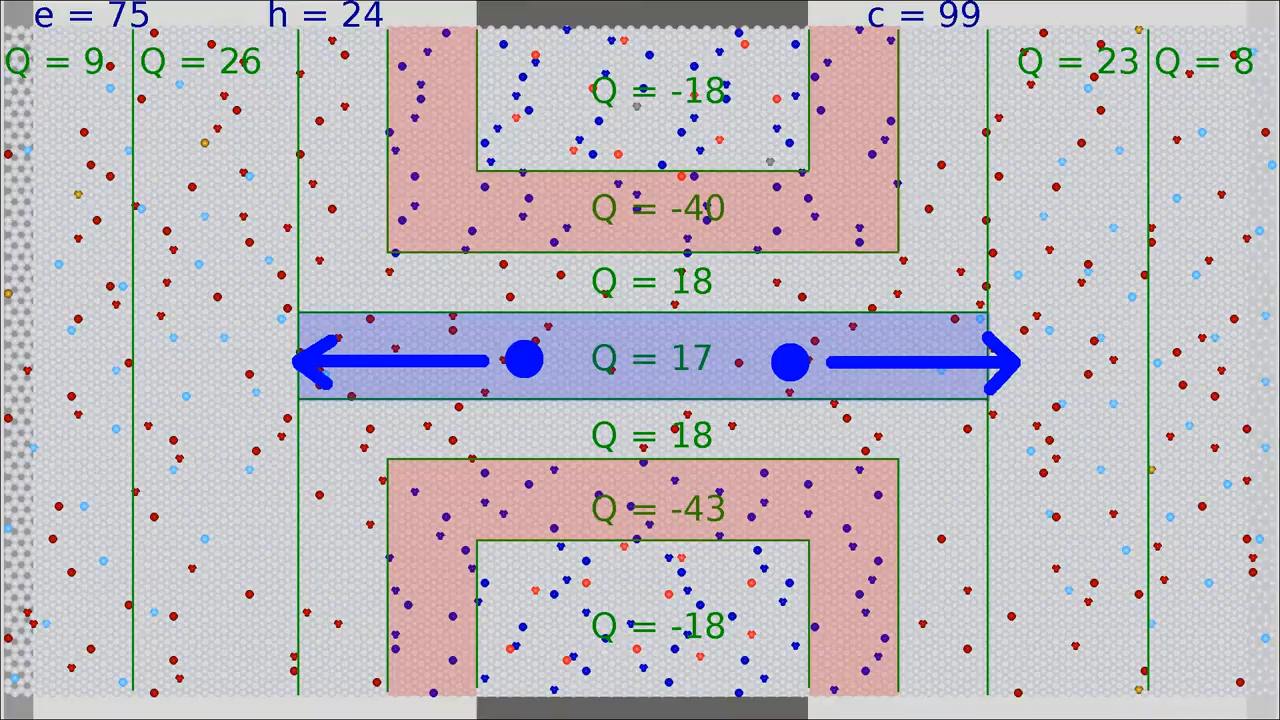 e = 75 h = 24 c = 99
Q = 9 Q = 26 Q = 23 Q = 8
Q = -18
Q = -40
Q = 18
Q = 17
Q = 18
Q = -43
Q = -18